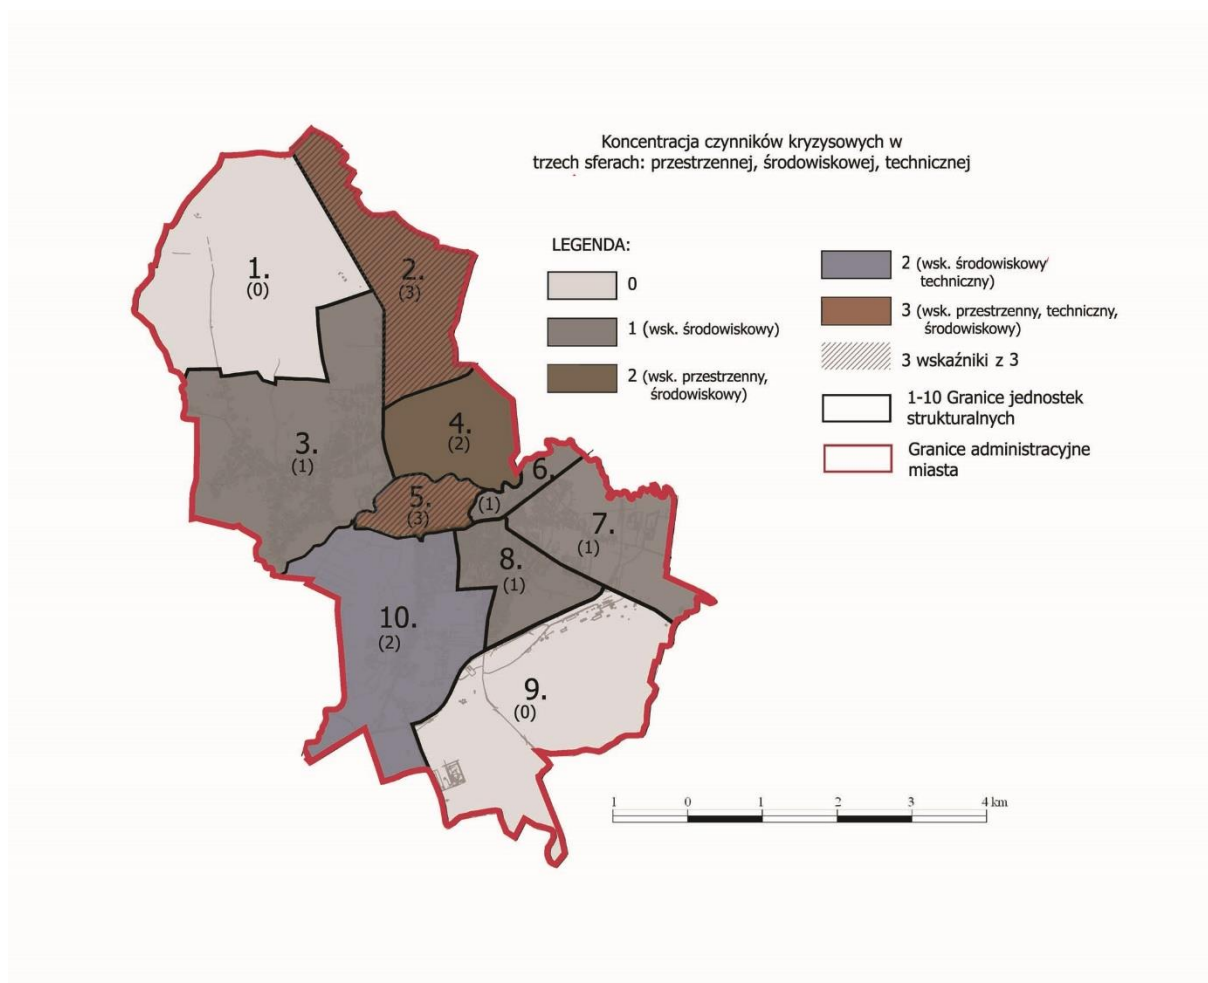 Koncentracja czynników kryzysowych w
trzech sferach: przestrzennej, środowiskowej, technicznej
LEGENDA:
0
1 (wsk. środowiskowy)
2 (wsk. przestrzenny,
środowiskowy)
2 (wsk. środowiskowy
techniczny)
3 (wsk. przestrzenny, techniczny,
środowiskowy)
3 wskaźniki z 3
1-10 Granice jednostek
strukturalnych
Granice administracyjne
miasta
1.
(0)
2.
(3)
3.
(1)
4.
(2)
5.
(3)
6.
(1)
7.
(1)
8.
(1)
9.
(0)
10.
(2)
1 0 1 2 3 4 km